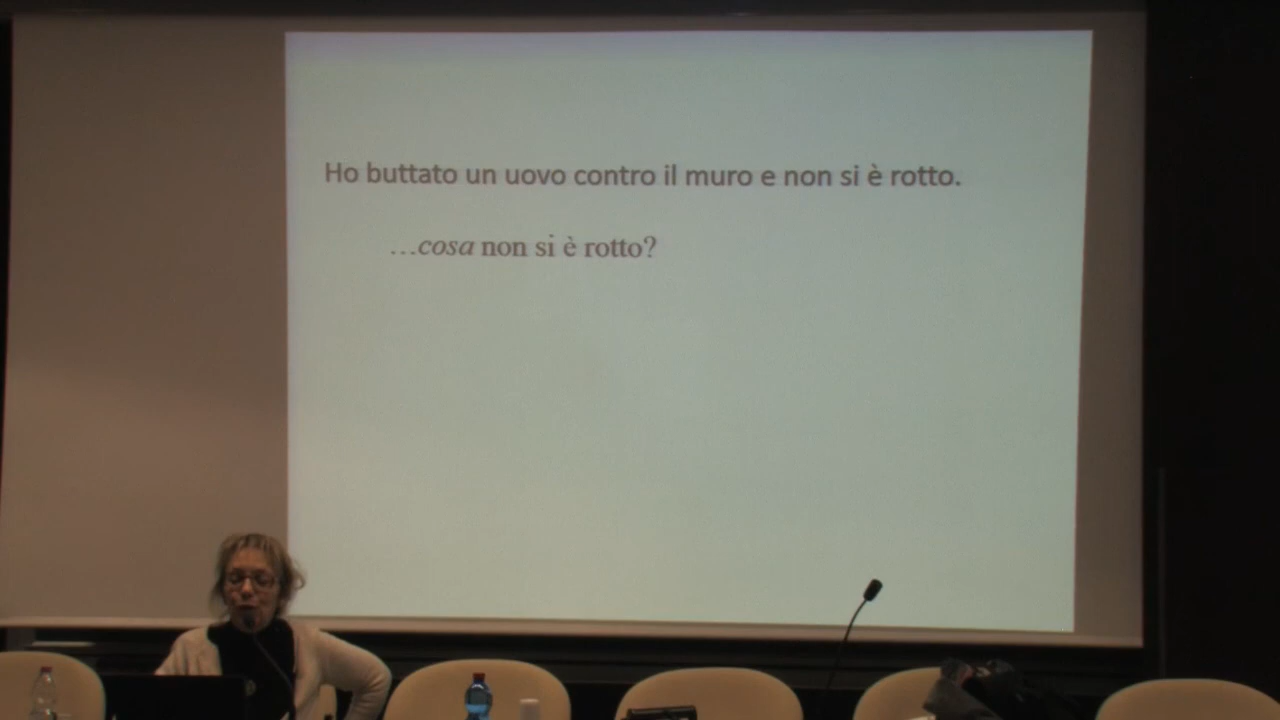 Ho buttato un uovo contro il muro e non si è rotto.
…cosa non si è rotto?